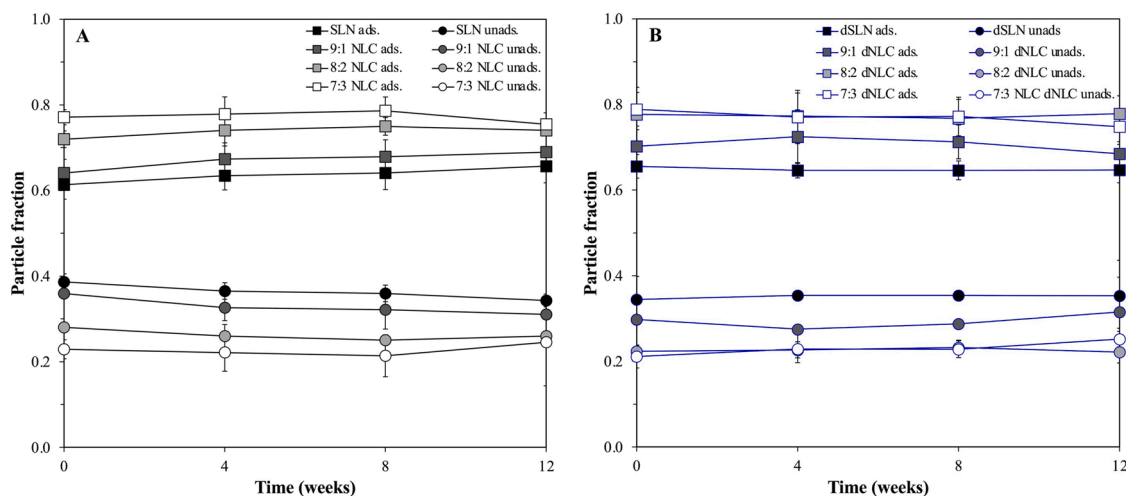 A
SLN ads.
SLN unads.
9:1 NLC ads.
9:1 NLC unads.
8:2 NLC ads.
8:2 NLC unads.
7:3 NLC ads.
7:3 NLC unads.
1.0
0.8
0.6
0.4
0.2
0.0
Particle fraction
0
4
8
12
Time (weeks)
B
dSLN ads.
dSLN unads
9:1 dNLC ads.
9:1 dNLC unads.
8:2 dNLC ads.
8:2 dNLC unads.
7:3 dNLC ads.
7:3 NLC dNLC unads.
1.0
0.8
0.6
0.4
0.2
0.0
Particle fraction
0
4
8
12
Time (weeks)